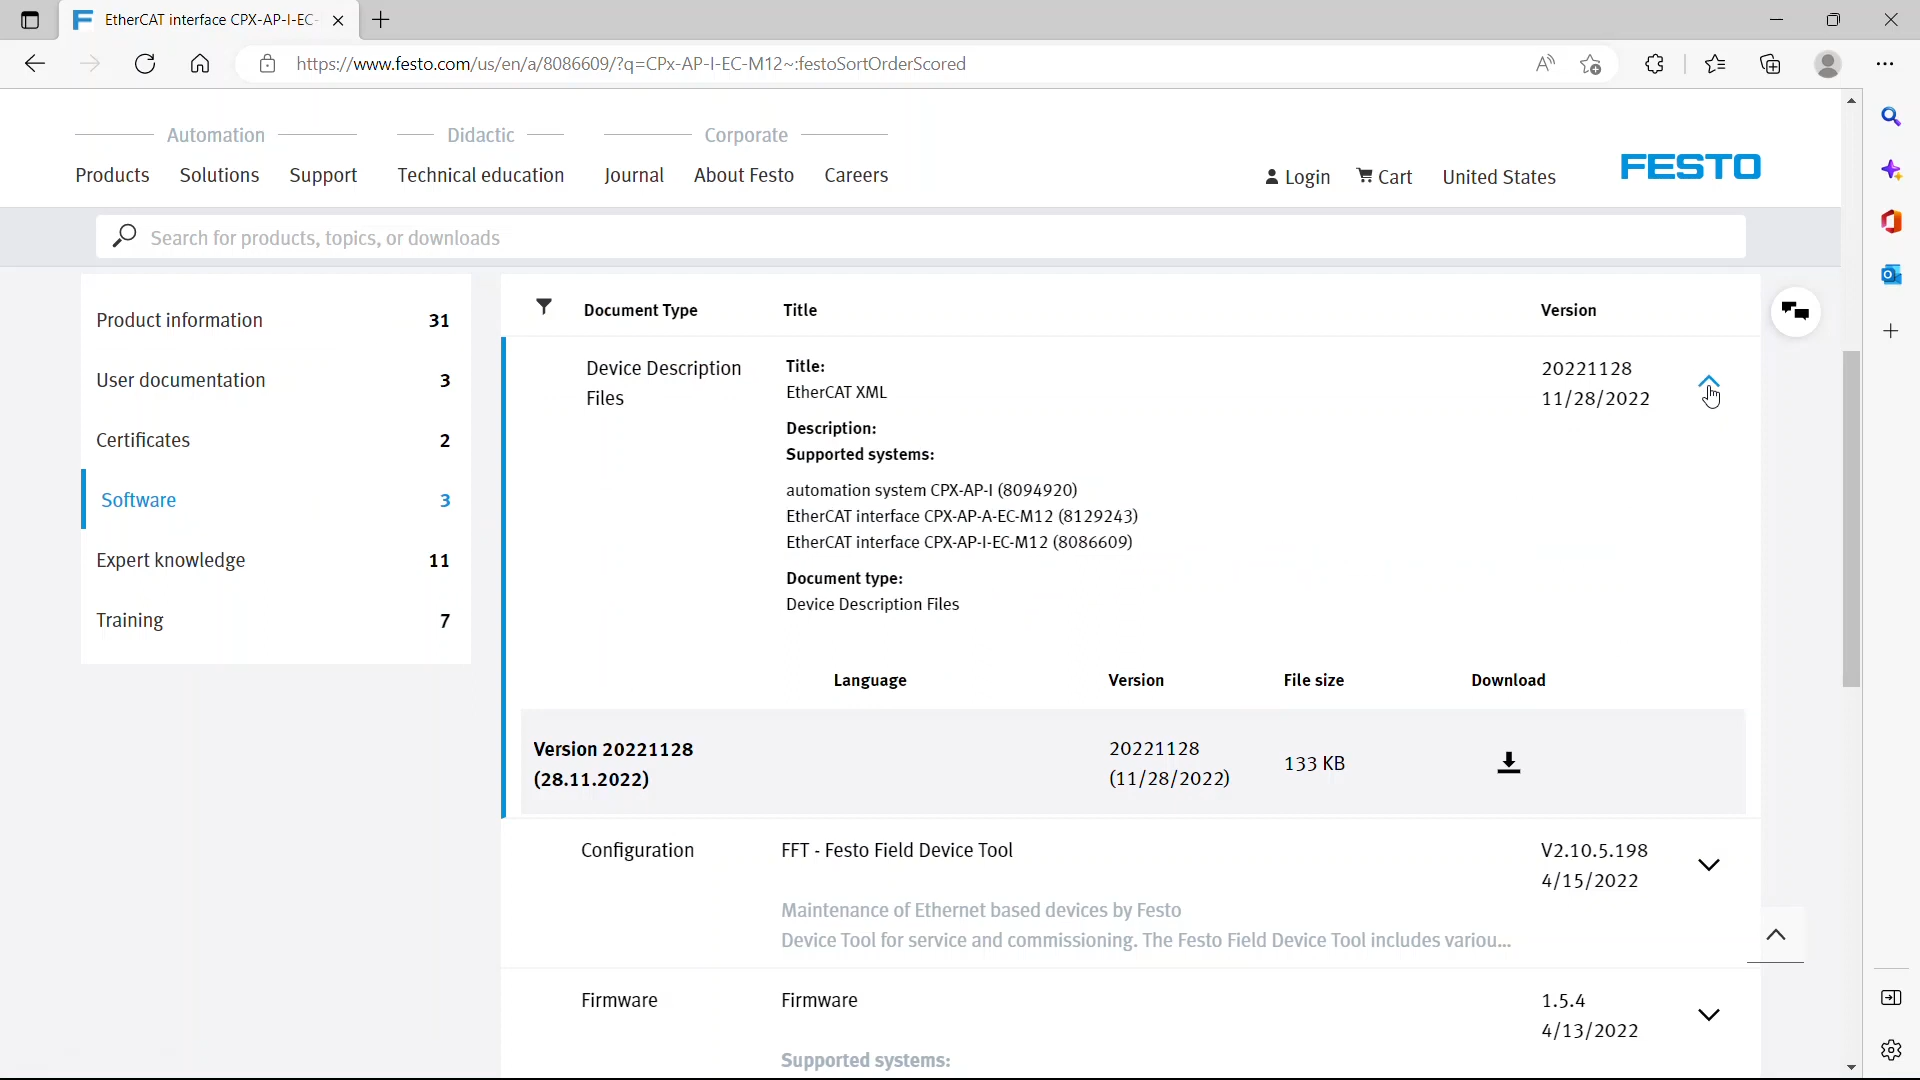 EtherCAT interface CPX-AP-I-EC-
https://www.festo.com/us/en/a/8086609/?q=CPx-AP-I-EC-M12~:festoSortOrderScored
Automation Didactic Corporate
Products Solutions Support Technical education Journal About Festo Careers
Login Cart United States FESTO
Search for products, topics, or downloads
Product information 31
User documentation 3
Certificates 2
Software 3
Expert knowledge 11
Training 7
Document Type Title Version
Device Description
Files
Title:
EtherCAT XML
Description:
Supported systems:
automation system CPX-AP-I (8094920)
EtherCAT interface CPX-AP-A-EC-M12 (8129243)
EtherCAT interface CPX-AP-I-EC-M12 (8086609)
Document type:
Device Description Files
20221128
11/28/2022
Language Version File size Download
Version 20221128
(28.11.2022)
20221128
(11/28/2022)
133 KB
Configuration FFT - Festo Field Device Tool V2.10.5.198
4/15/2022
Maintenance of Ethernet based devices by Festo
Device Tool for service and commissioning. The Festo Field Device Tool includes variou...
Firmware Firmware 1.5.4
4/13/2022
Supported systems: